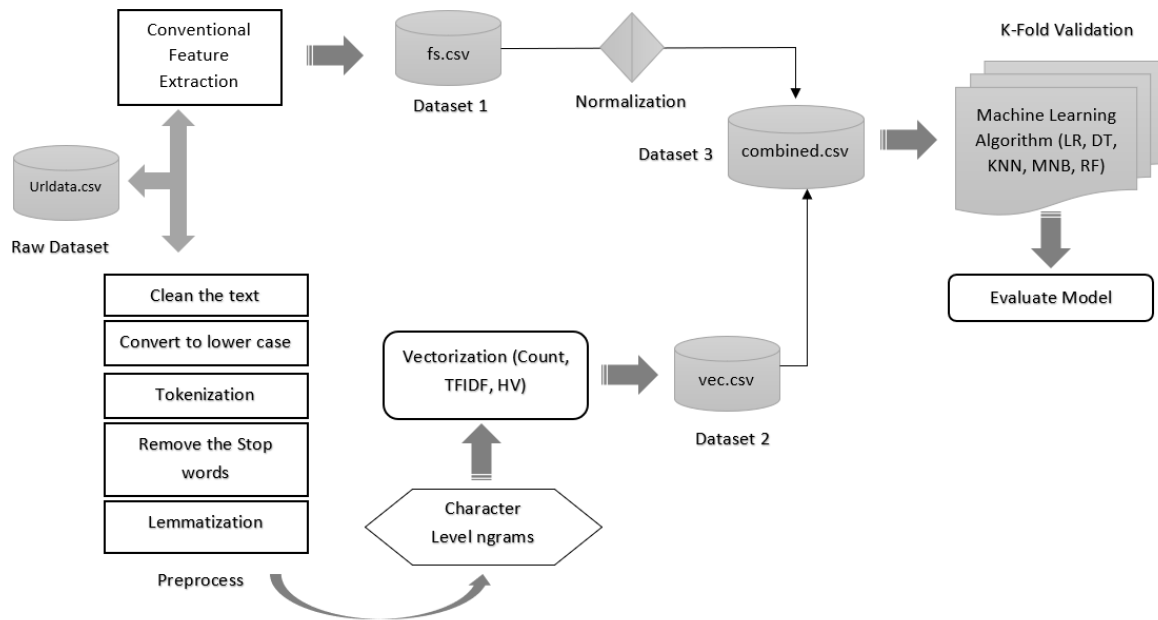 Conventional
Feature
Extraction
fs.csv
Dataset 1
Normalization
K-Fold Validation
Machine Learning
Algorithm (LR, DT,
KNN, MNB, RF)
Dataset 3
combined.csv
Urldata.csv
Raw Dataset
Evaluate Model
Clean the text
Convert to lower case
Tokenization
Remove the Stop
words
Lemmatization
Preprocess
Vectorization (Count,
TFIDF, HV)
vec.csv
Dataset 2
Character
Level ngrams